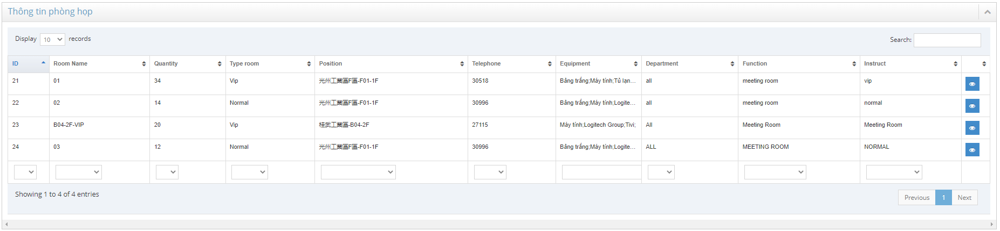 Thông tin phòng họp
Display 10 records Search:
ID Room Name Quantity Type room Position Telephone Equipment Department Function Instruct
21 01 34 Vip 光州工業區F區-F01-1F 30518 Bảng trắng;Máy tính;Tủ lạn... all meeting room vip
22 02 14 Normal 光州工業區F區-F01-1F 30996 Bảng trắng;Máy tính;Logite... all meeting room normal
23 B04-2F-VIP 20 Vip 桂武工業區-B04-2F 27115 Máy tính;Logitech Group;Tivi; All Meeting Room Meeting Room
24 03 12 Normal 光州工業區F區-F01-1F 30996 Bảng trắng;Máy tính;Logite... ALL MEETING ROOM NORMAL
Showing 1 to 4 of 4 entries Previous 1 Next